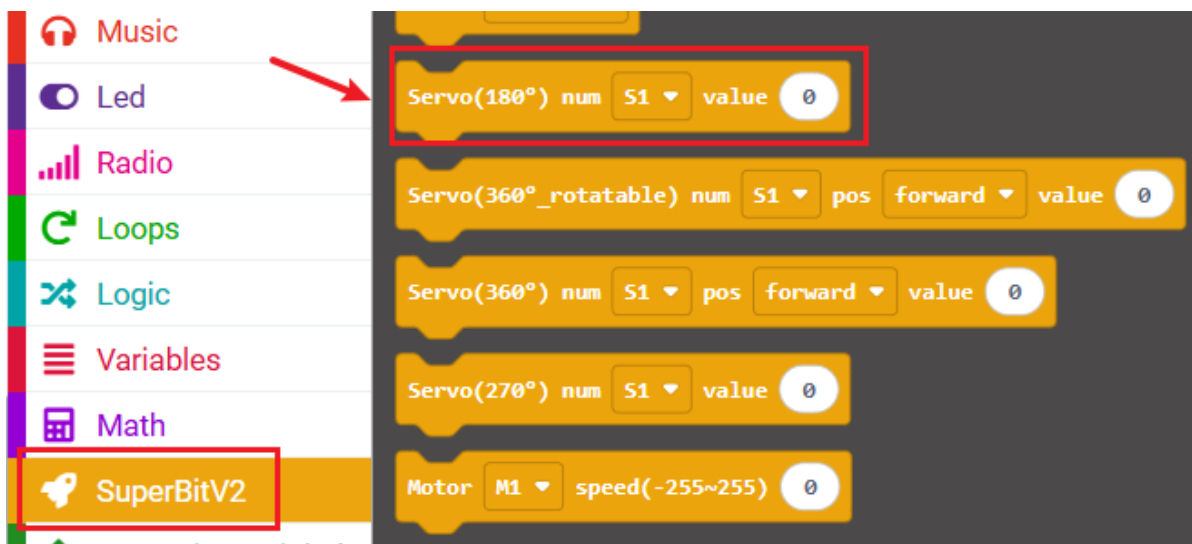 Music
Led
Radio
Loops
Logic
Variables
Math
SuperBitV2
Servo(180°) num S1 value 0
Servo(360°_rotatable) num S1 pos forward value 0
Servo(360°) num S1 pos forward value 0
Servo(270°) num S1 value 0
Motor M1 speed(-255~255) 0